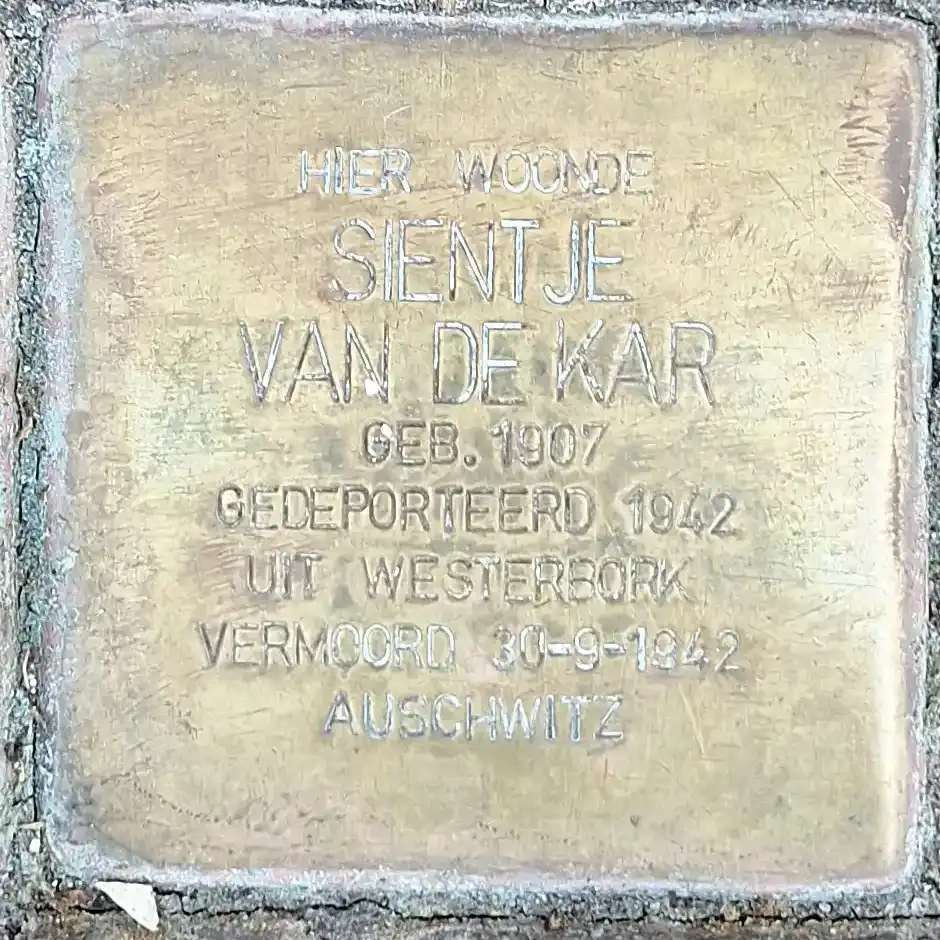 HIER WOONDE
SIENTJE
VAN DE KAR
GEB. 1907
GEDEPORTEERD 1942
UIT WESTERBORK
VERMOORD 30-9-1942
AUSCHWITZ